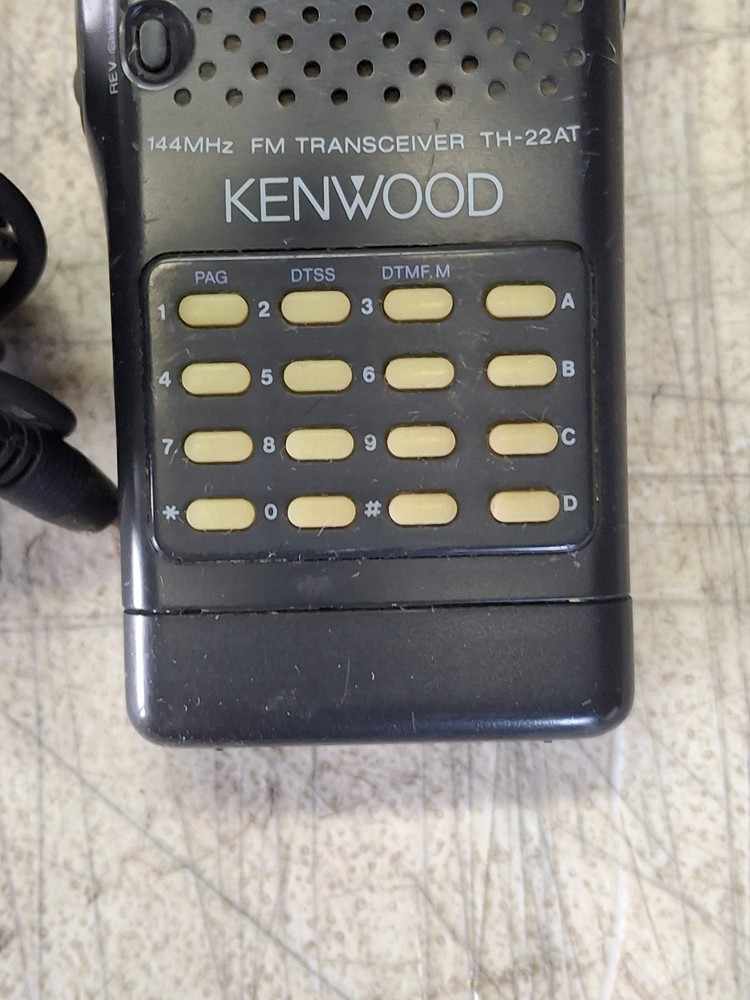 REV
144MHz FM TRANSCEIVER TH-22AT
KENWOOD
PAG DTSS DTMF.M
1 2 3 A
4 5 6 B
7 8 9 C
* 0 # D